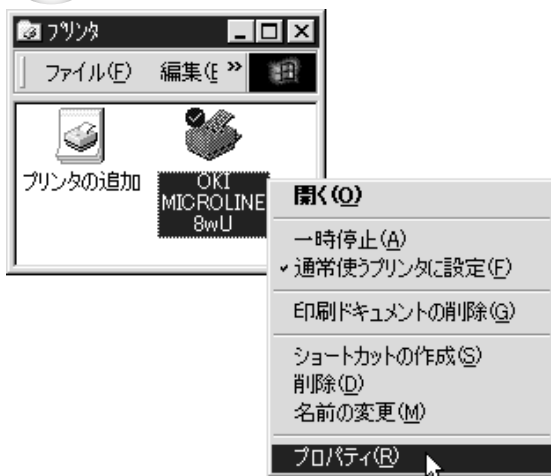 プリンタ
ファイル(F) 編集(E »
プリンタの追加
OKI
MICROLINE
8wU
開く(O)
一時停止(A)
✓通常使うプリンタに設定(F)
印刷ドキュメントの削除(G)
ショートカットの作成(S)
削除(D)
名前の変更(M)
プロパティ(R)